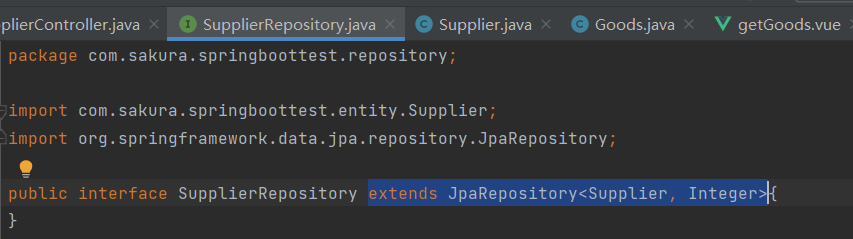 plierController.java SupplierRepository.java Supplier.java Goods.java getGoods.vue
package com.sakura.springboottest.repository;
import com.sakura.springboottest.entity.Supplier;
import org.springframework.data.jpa.repository.JpaRepository;
public interface SupplierRepository extends JpaRepository<Supplier, Integer>{
}